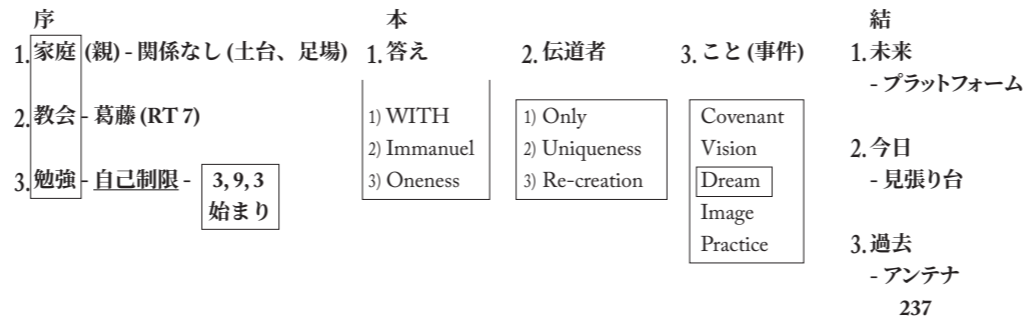 序
1. 家庭 (親) - 関係なし (土台、足場)
2. 教会 - 葛藤 (RT 7)
3. 勉強 - 自己制限 - 3, 9, 3
始まり
本
1. 答え
1) WITH
2) Immanuel
3) Oneness
2. 伝道者
1) Only
2) Uniqueness
3) Re-creation
3. こと (事件)
Covenant
Vision
Dream
Image
Practice
結
1. 未来
- プラットフォーム
2. 今日
- 見張り台
3. 過去
- アンテナ
237